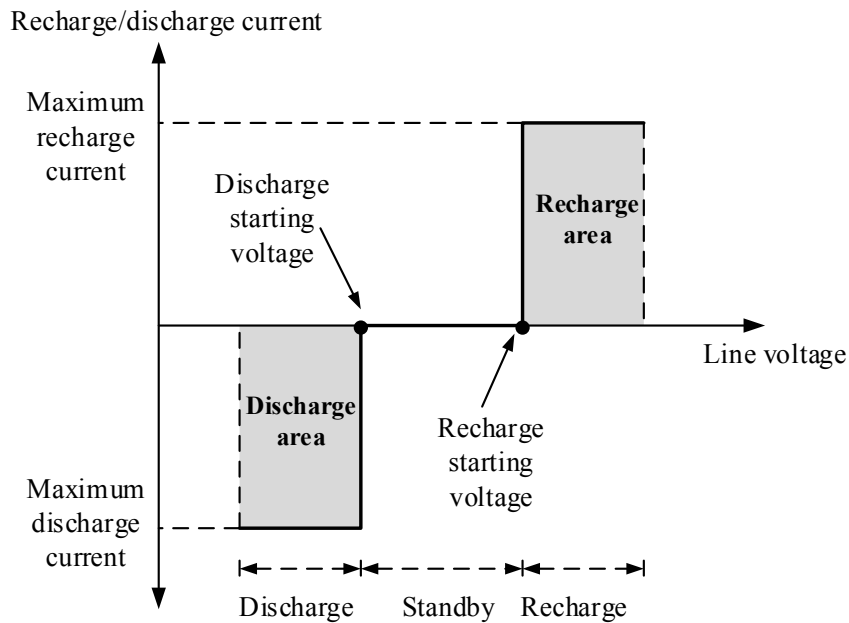 Recharge/discharge current
Maximum
recharge
current
Discharge
starting
voltage
Recharge
area
Line voltage
Discharge
area
Recharge
starting
voltage
Maximum
discharge
current
Discharge
Standby
Recharge